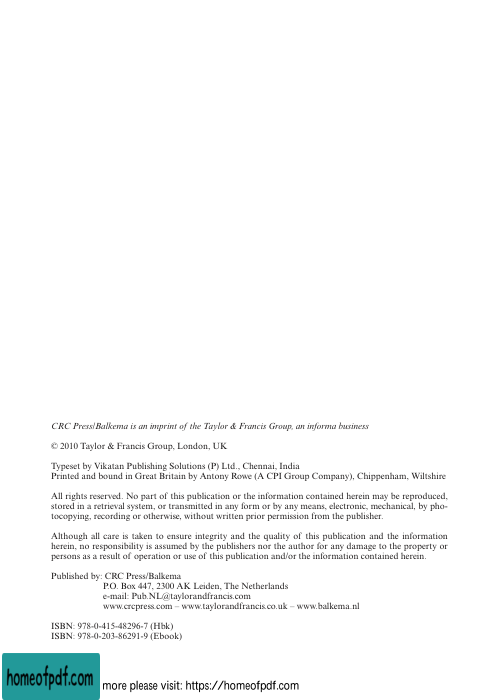 CRC Press/Balkema is an imprint of the Taylor & Francis Group, an informa business
© 2010 Taylor & Francis Group, London, UK
Typeset by Vikatan Publishing Solutions (P) Ltd., Chennai, India
Printed and bound in Great Britain by Antony Rowe (A CPI Group Company), Chippenham, Wiltshire
All rights reserved. No part of this publication or the information contained herein may be reproduced,
stored in a retrieval system, or transmitted in any form or by any means, electronic, mechanical, by pho-
tocopying, recording or otherwise, without written prior permission from the publisher.
Although all care is taken to ensure integrity and the quality of this publication and the information
herein, no responsibility is assumed by the publishers nor the author for any damage to the property or
persons as a result of operation or use of this publication and/or the information contained herein.
Published by: CRC Press/Balkema
P.O. Box 447, 2300 AK Leiden, The Netherlands
e-mail: Pub.NL@taylorandfrancis.com
www.crcpress.com – www.taylorandfrancis.co.uk – www.balkema.nl
ISBN: 978-0-415-48296-7 (Hbk)
ISBN: 978-0-203-86291-9 (Ebook)
homeofpdf.com more please visit: https://homeofpdf.com